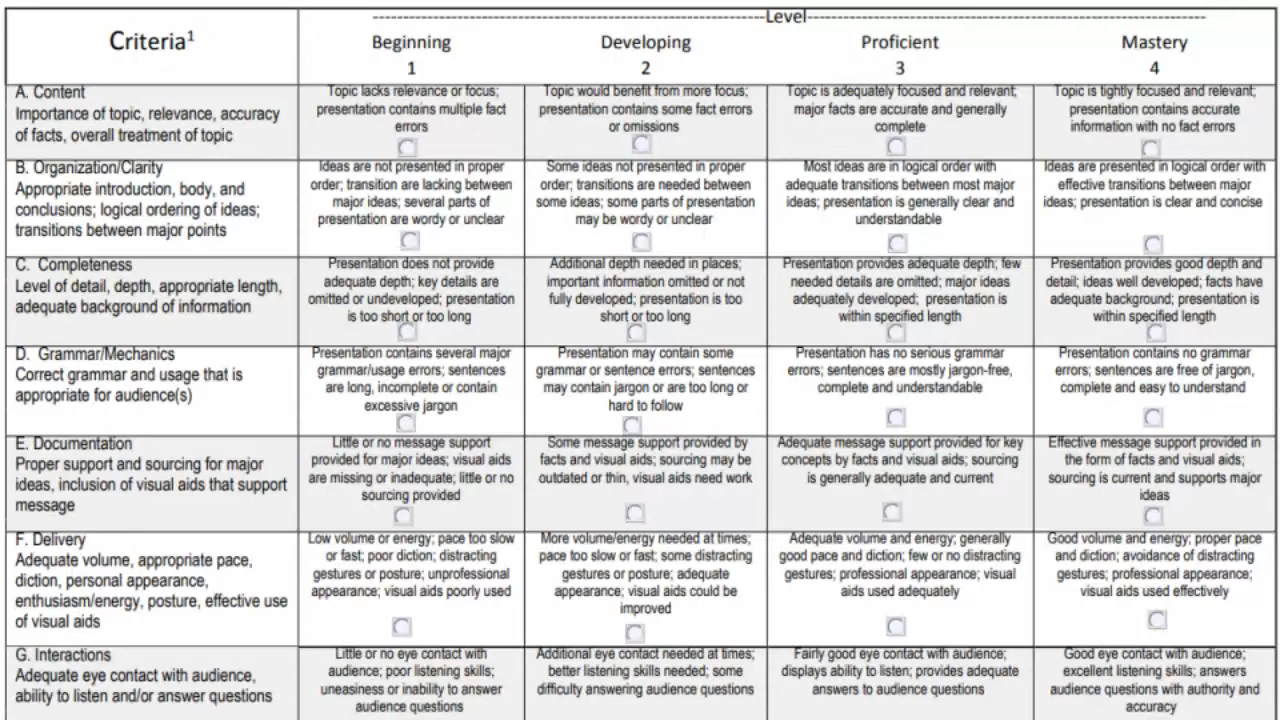 Level
Criteria1
Beginning
Developing
Proficient
Mastery
1
2
3
4
A. Content
Importance of topic, relevance, accuracy
of facts, overall treatment of topic
Topic lacks relevance or focus;
presentation contains multiple fact
errors
Topic would benefit from more focus;
presentation contains some fact errors
or omissions
Topic is adequately focused and relevant;
major facts are accurate and generally
complete
Topic is tightly focused and relevant;
presentation contains accurate
information with no fact errors
B. Organization/Clarity
Appropriate introduction, body, and
conclusions; logical ordering of ideas;
transitions between major points
Ideas are not presented in proper
order; transition are lacking between
major ideas; several parts of
presentation are wordy or unclear
Some ideas not presented in proper
order; transitions are needed between
some ideas; some parts of presentation
may be wordy or unclear
Most ideas are in logical order with
adequate transitions between most major
ideas; presentation is generally clear and
understandable
Ideas are presented in logical order with
effective transitions between major
ideas; presentation is clear and concise
C. Completeness
Level of detail, depth, appropriate length,
adequate background of information
Presentation does not provide
adequate depth; key details are
omitted or undeveloped; presentation
is too short or too long
Additional depth needed in places;
important information omitted or not
fully developed; presentation is too
short or too long
Presentation provides adequate depth; few
needed details are omitted; major ideas
adequately developed; presentation is
within specified length
Presentation provides good depth and
detail; ideas well developed; facts have
adequate background; presentation is
within specified length
D. Grammar/Mechanics
Correct grammar and usage that is
appropriate for audience(s)
Presentation contains several major
grammar/usage errors; sentences
are long, incomplete or contain
excessive jargon
Presentation may contain some
grammar or sentence errors; sentences
may contain jargon or are too long or
hard to follow
Presentation has no serious grammar
errors; sentences are mostly jargon-free,
complete and understandable
Presentation contains no grammar
errors; sentences are free of jargon,
complete and easy to understand
E. Documentation
Proper support and sourcing for major
ideas, inclusion of visual aids that support
message
Little or no message support
provided for major ideas; visual aids
are missing or inadequate; little or no
sourcing provided
Some message support provided by
facts and visual aids; sourcing may be
outdated or thin, visual aids need work
Adequate message support provided for key
concepts by facts and visual aids; sourcing
is generally adequate and current
Effective message support provided in
the form of facts and visual aids;
sourcing is current and supports major
ideas
F. Delivery
Adequate volume, appropriate pace,
diction, personal appearance,
enthusiasm/energy, posture, effective use
of visual aids
Low volume or energy; pace too slow
or fast; poor diction; distracting
gestures or posture; unprofessional
appearance; visual aids poorly used
More volume/energy needed at times;
pace too slow or fast; some distracting
gestures or posture; adequate
appearance; visual aids could be
improved
Adequate volume and energy; generally
good pace and diction; few or no distracting
gestures; professional appearance; visual
aids used adequately
Good volume and energy; proper pace
and diction; avoidance of distracting
gestures; professional appearance;
visual aids used effectively
G. Interactions
Adequate eye contact with audience,
ability to listen and/or answer questions
Little or no eye contact with
audience; poor listening skills;
uneasiness or inability to answer
audience questions
Additional eye contact needed at times;
better listening skills needed; some
difficulty answering audience questions
Fairly good eye contact with audience;
displays ability to listen; provides adequate
answers to audience questions
Good eye contact with audience;
excellent listening skills; answers
audience questions with authority and
accuracy